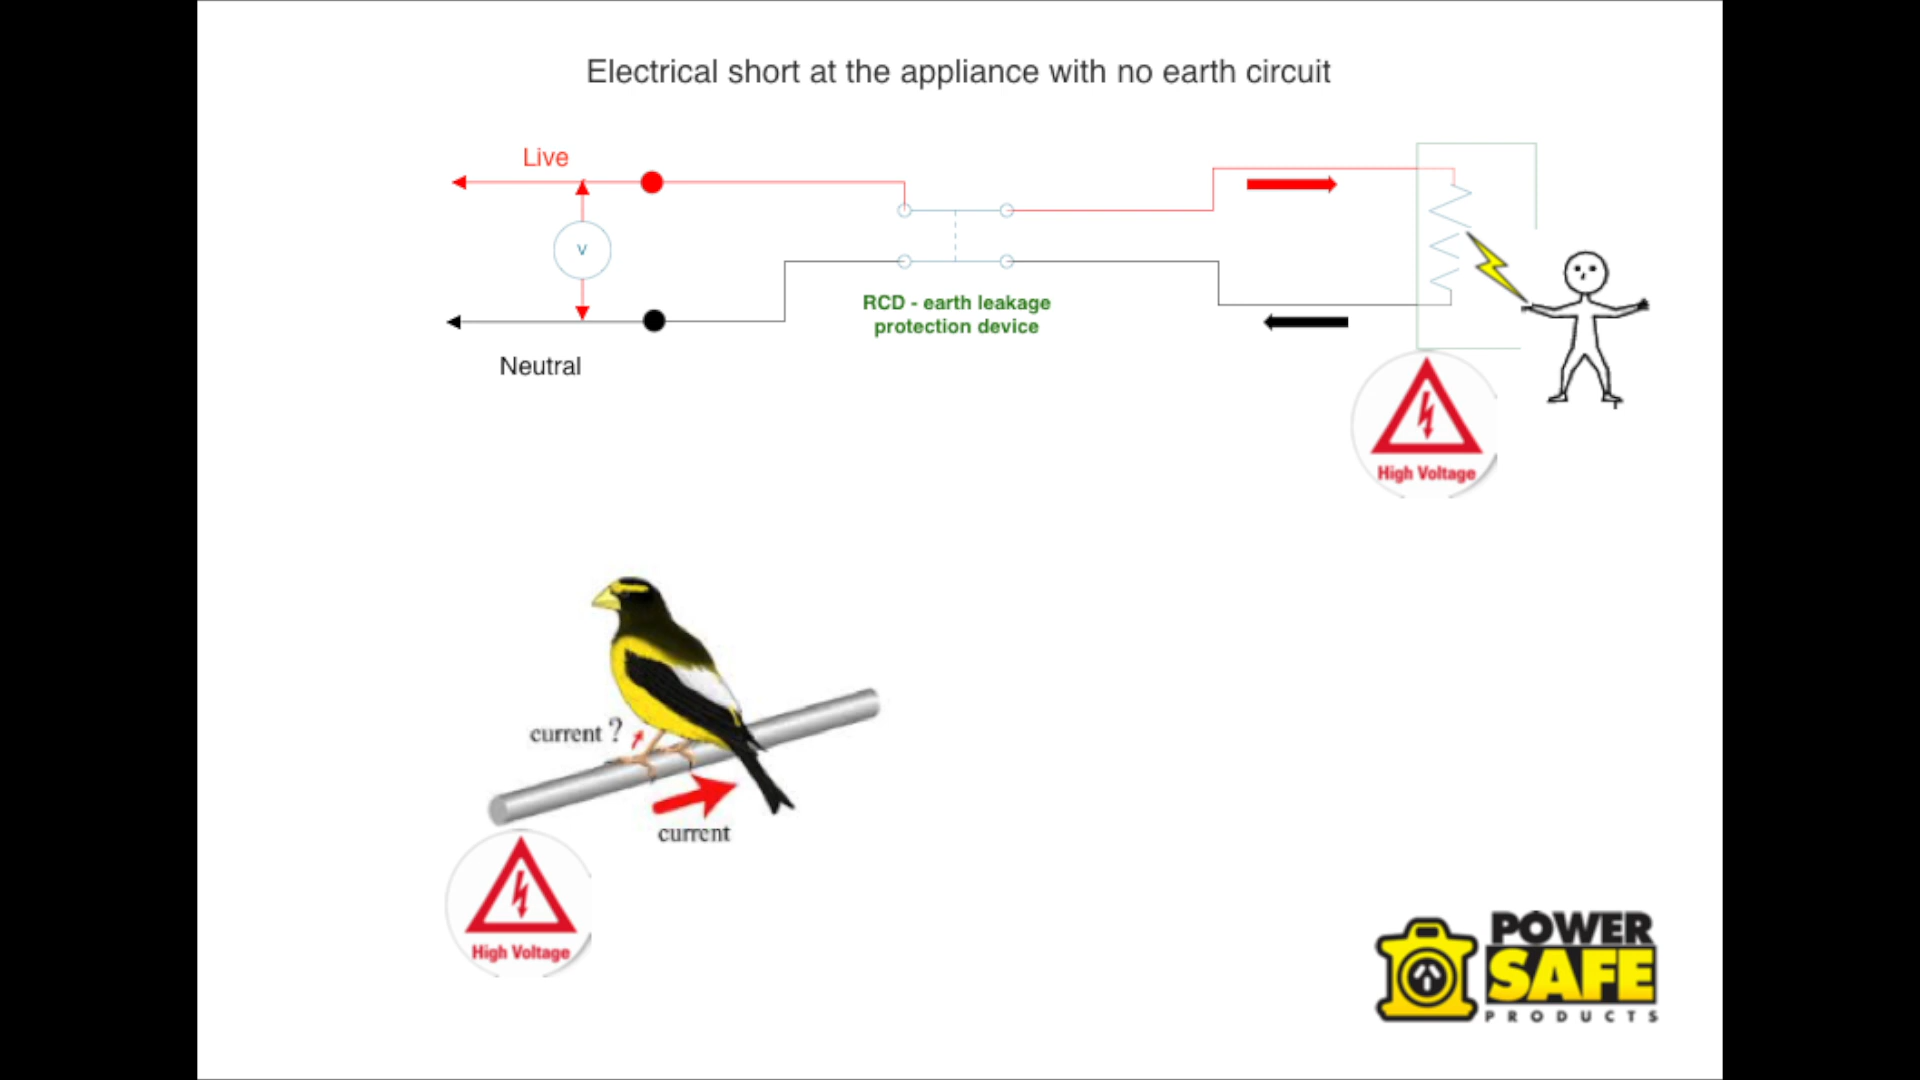 Electrical short at the appliance with no earth circuit
Live
v
RCD - earth leakage
protection device
Neutral
High Voltage
current ?
current
High Voltage
POWER
SAFE
PRODUCTS